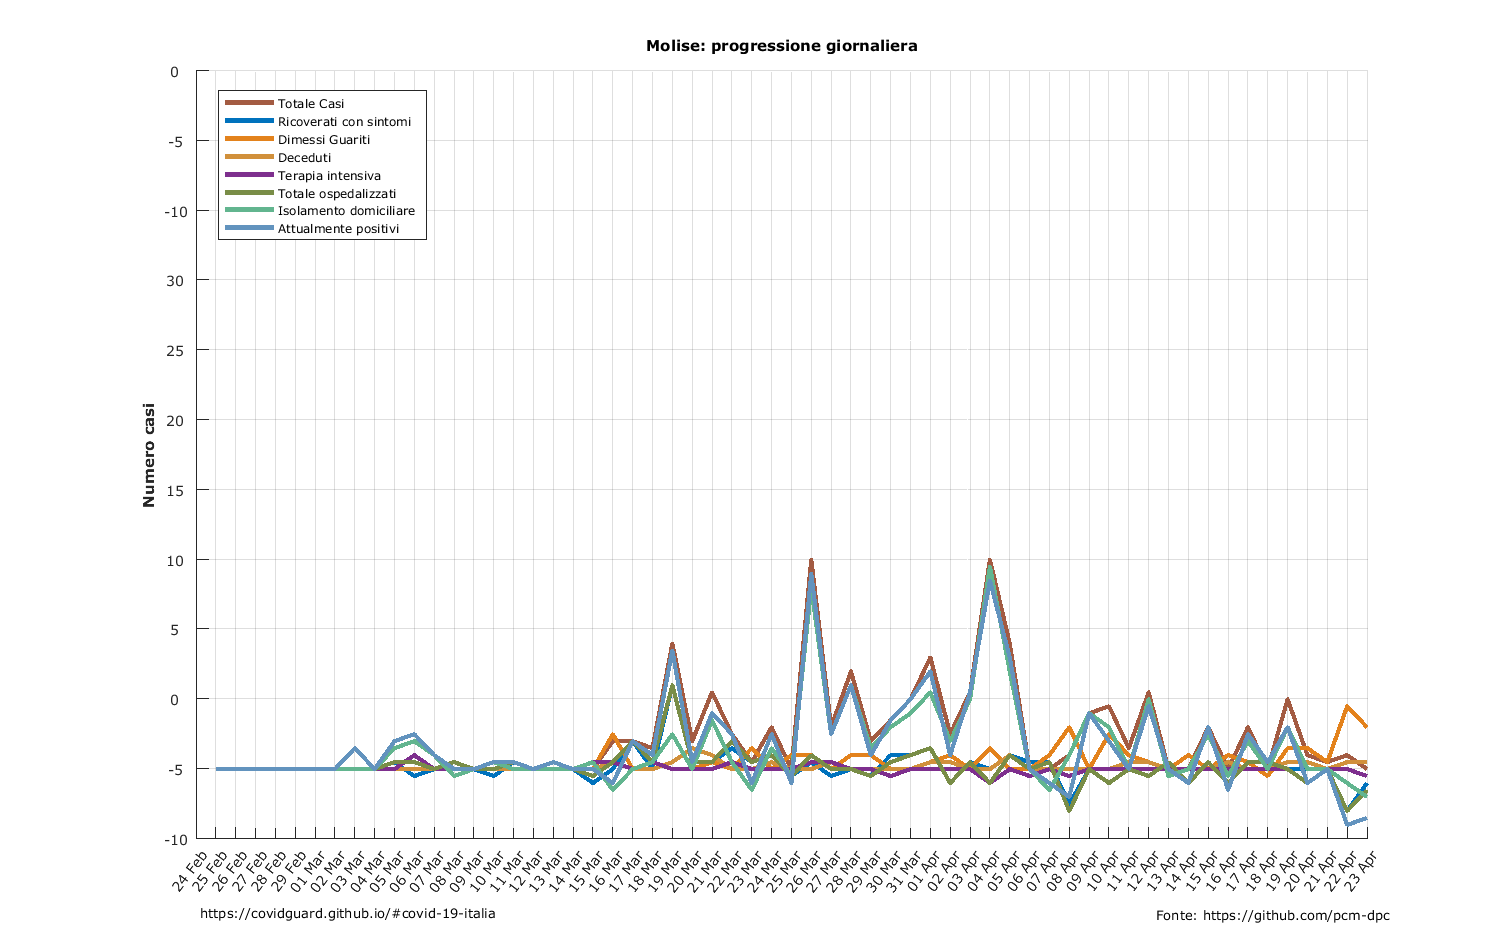 Molise: progressione giornaliera
0
-5
-10
30
25
20
15
10
5
0
-5
-10
Numero casi
Totale Casi
Ricoverati con sintomi
Dimessi Guariti
Deceduti
Terapia intensiva
Totale ospedalizzati
Isolamento domiciliare
Attualmente positivi
24 Feb
25 Feb
26 Feb
27 Feb
28 Feb
29 Feb
01 Mar
02 Mar
03 Mar
04 Mar
05 Mar
06 Mar
07 Mar
08 Mar
09 Mar
10 Mar
11 Mar
12 Mar
13 Mar
14 Mar
15 Mar
16 Mar
17 Mar
18 Mar
19 Mar
20 Mar
21 Mar
22 Mar
23 Mar
24 Mar
25 Mar
26 Mar
27 Mar
28 Mar
29 Mar
30 Mar
31 Mar
01 Apr
02 Apr
03 Apr
04 Apr
05 Apr
06 Apr
07 Apr
08 Apr
09 Apr
10 Apr
11 Apr
12 Apr
13 Apr
14 Apr
15 Apr
16 Apr
17 Apr
18 Apr
19 Apr
20 Apr
21 Apr
22 Apr
23 Apr
https://covidguard.github.io/#covid-19-italia
Fonte: https://github.com/pcm-dpc